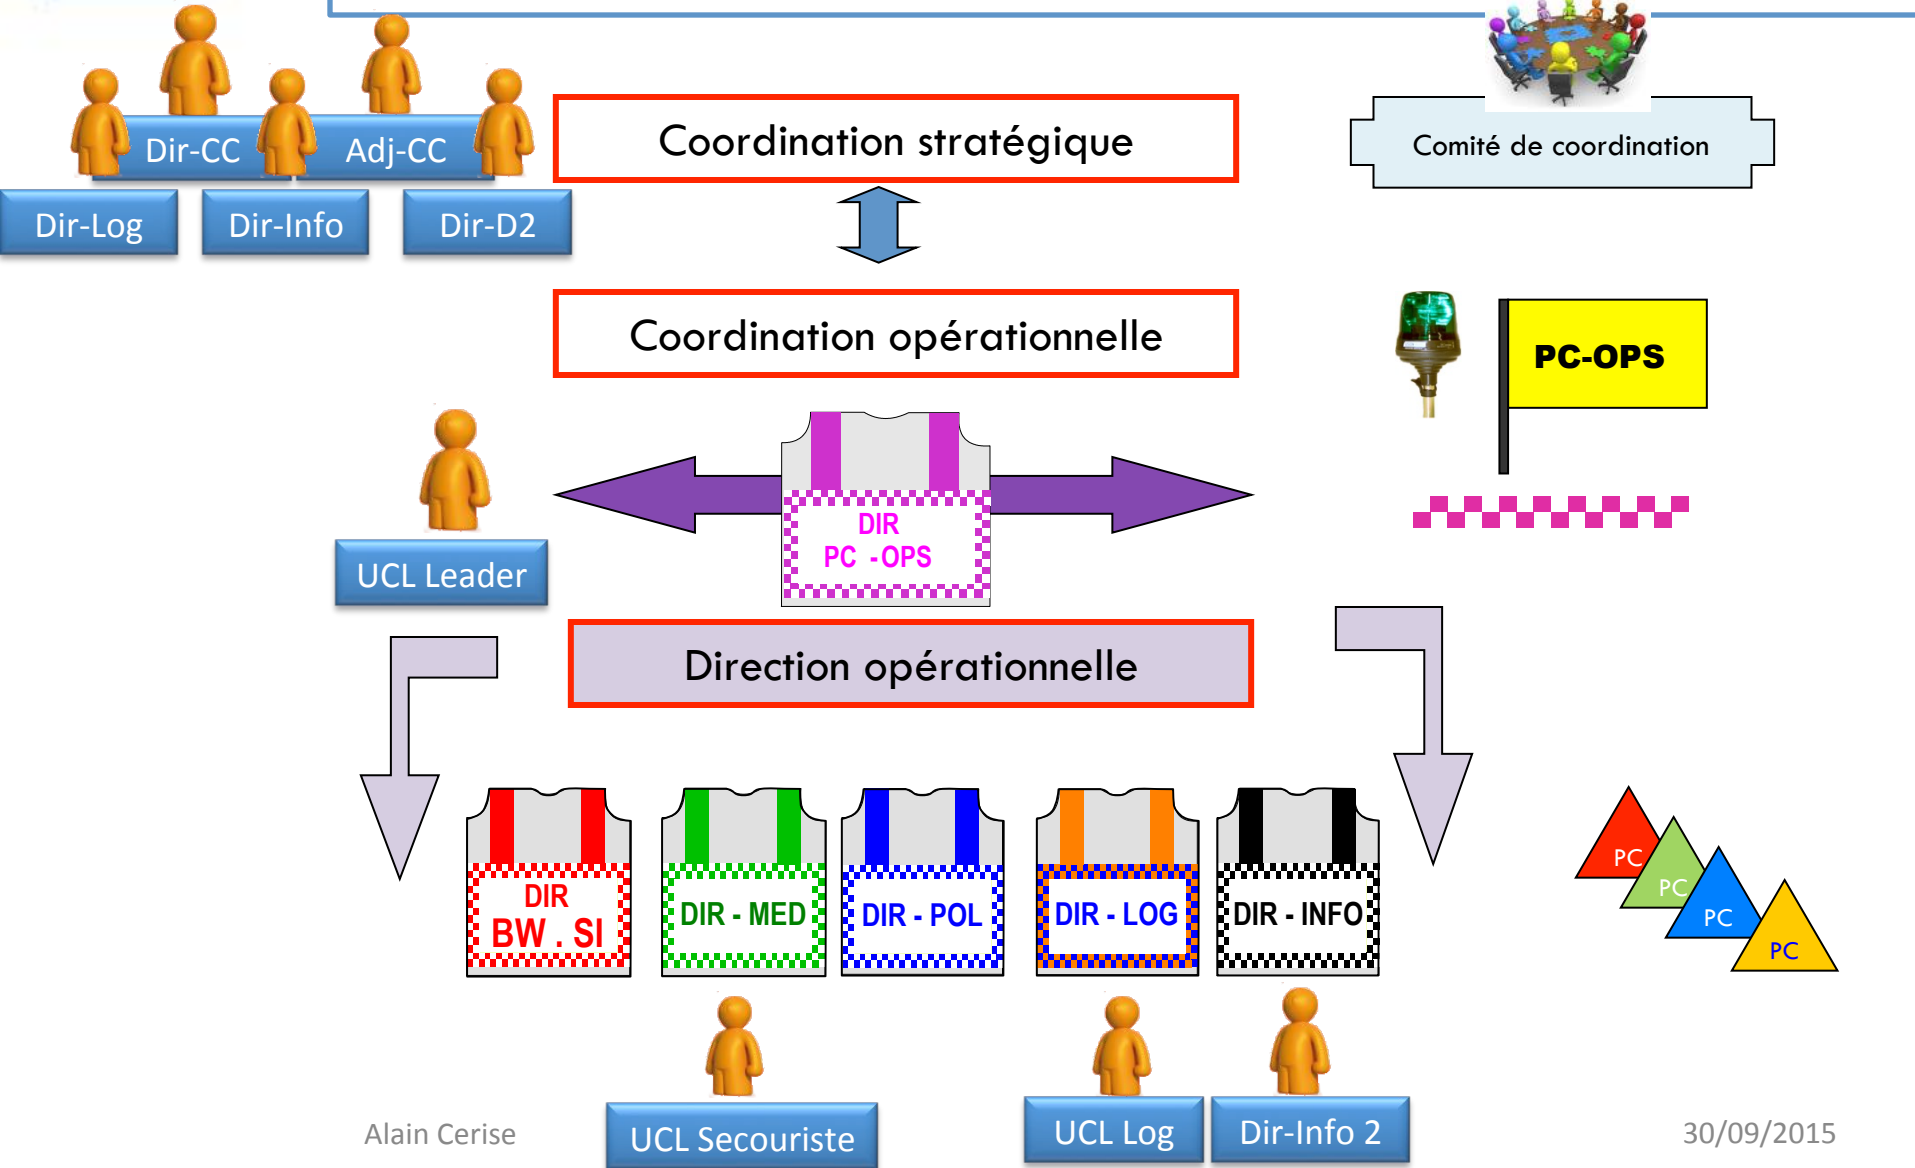 Dir-CC
Adj-CC
Dir-Log
Dir-Info
Dir-D2
Coordination stratégique
Comité de coordination
Coordination opérationnelle
PC-OPS
DIR
PC -OPS
UCL Leader
Direction opérationnelle
DIR
BW . SI
DIR - MED
DIR - POL
DIR - LOG
DIR - INFO
PC
PC
PC
PC
UCL Secouriste
UCL Log
Dir-Info 2
Alain Cerise
30/09/2015